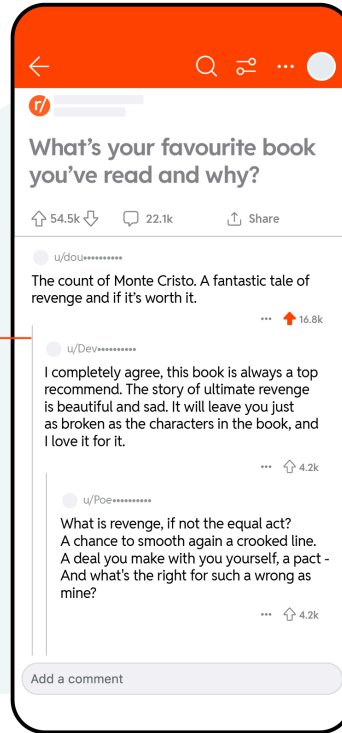 r/
What's your favourite book
you've read and why?
54.5k 22.1k Share
u/dou••••••••••
The count of Monte Cristo. A fantastic tale of
revenge and if it's worth it.
••• 16.8k
u/Dev••••••••••
I completely agree, this book is always a top
recommend. The story of ultimate revenge
is beautiful and sad. It will leave you just
as broken as the characters in the book, and
I love it for it.
••• 4.2k
u/Poe••••••••••
What is revenge, if not the equal act?
A chance to smooth again a crooked line.
A deal you make with you yourself, a pact -
And what's the right for such a wrong as
mine?
••• 4.2k
Add a comment